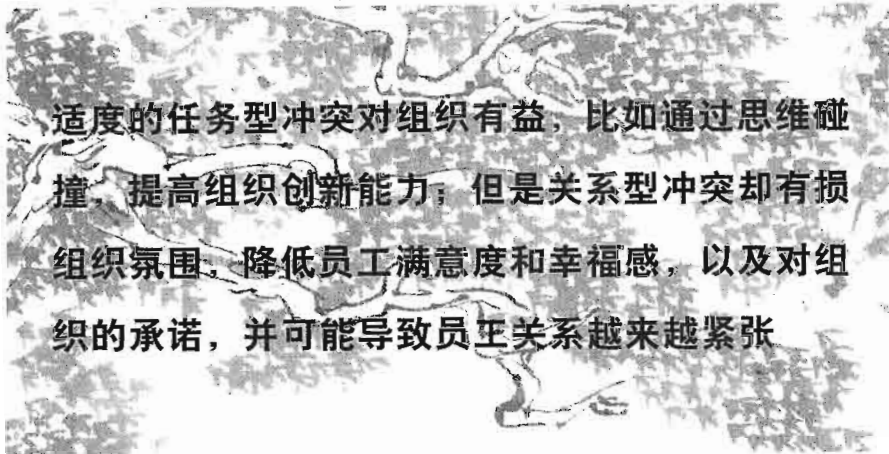 适度的任务型冲突对组织有益，比如通过思维碰
撞，提高组织创新能力；但是关系型冲突却有损
组织氛围，降低员工满意度和幸福感，以及对组
织的承诺，并可能导致员工关系越来越紧张